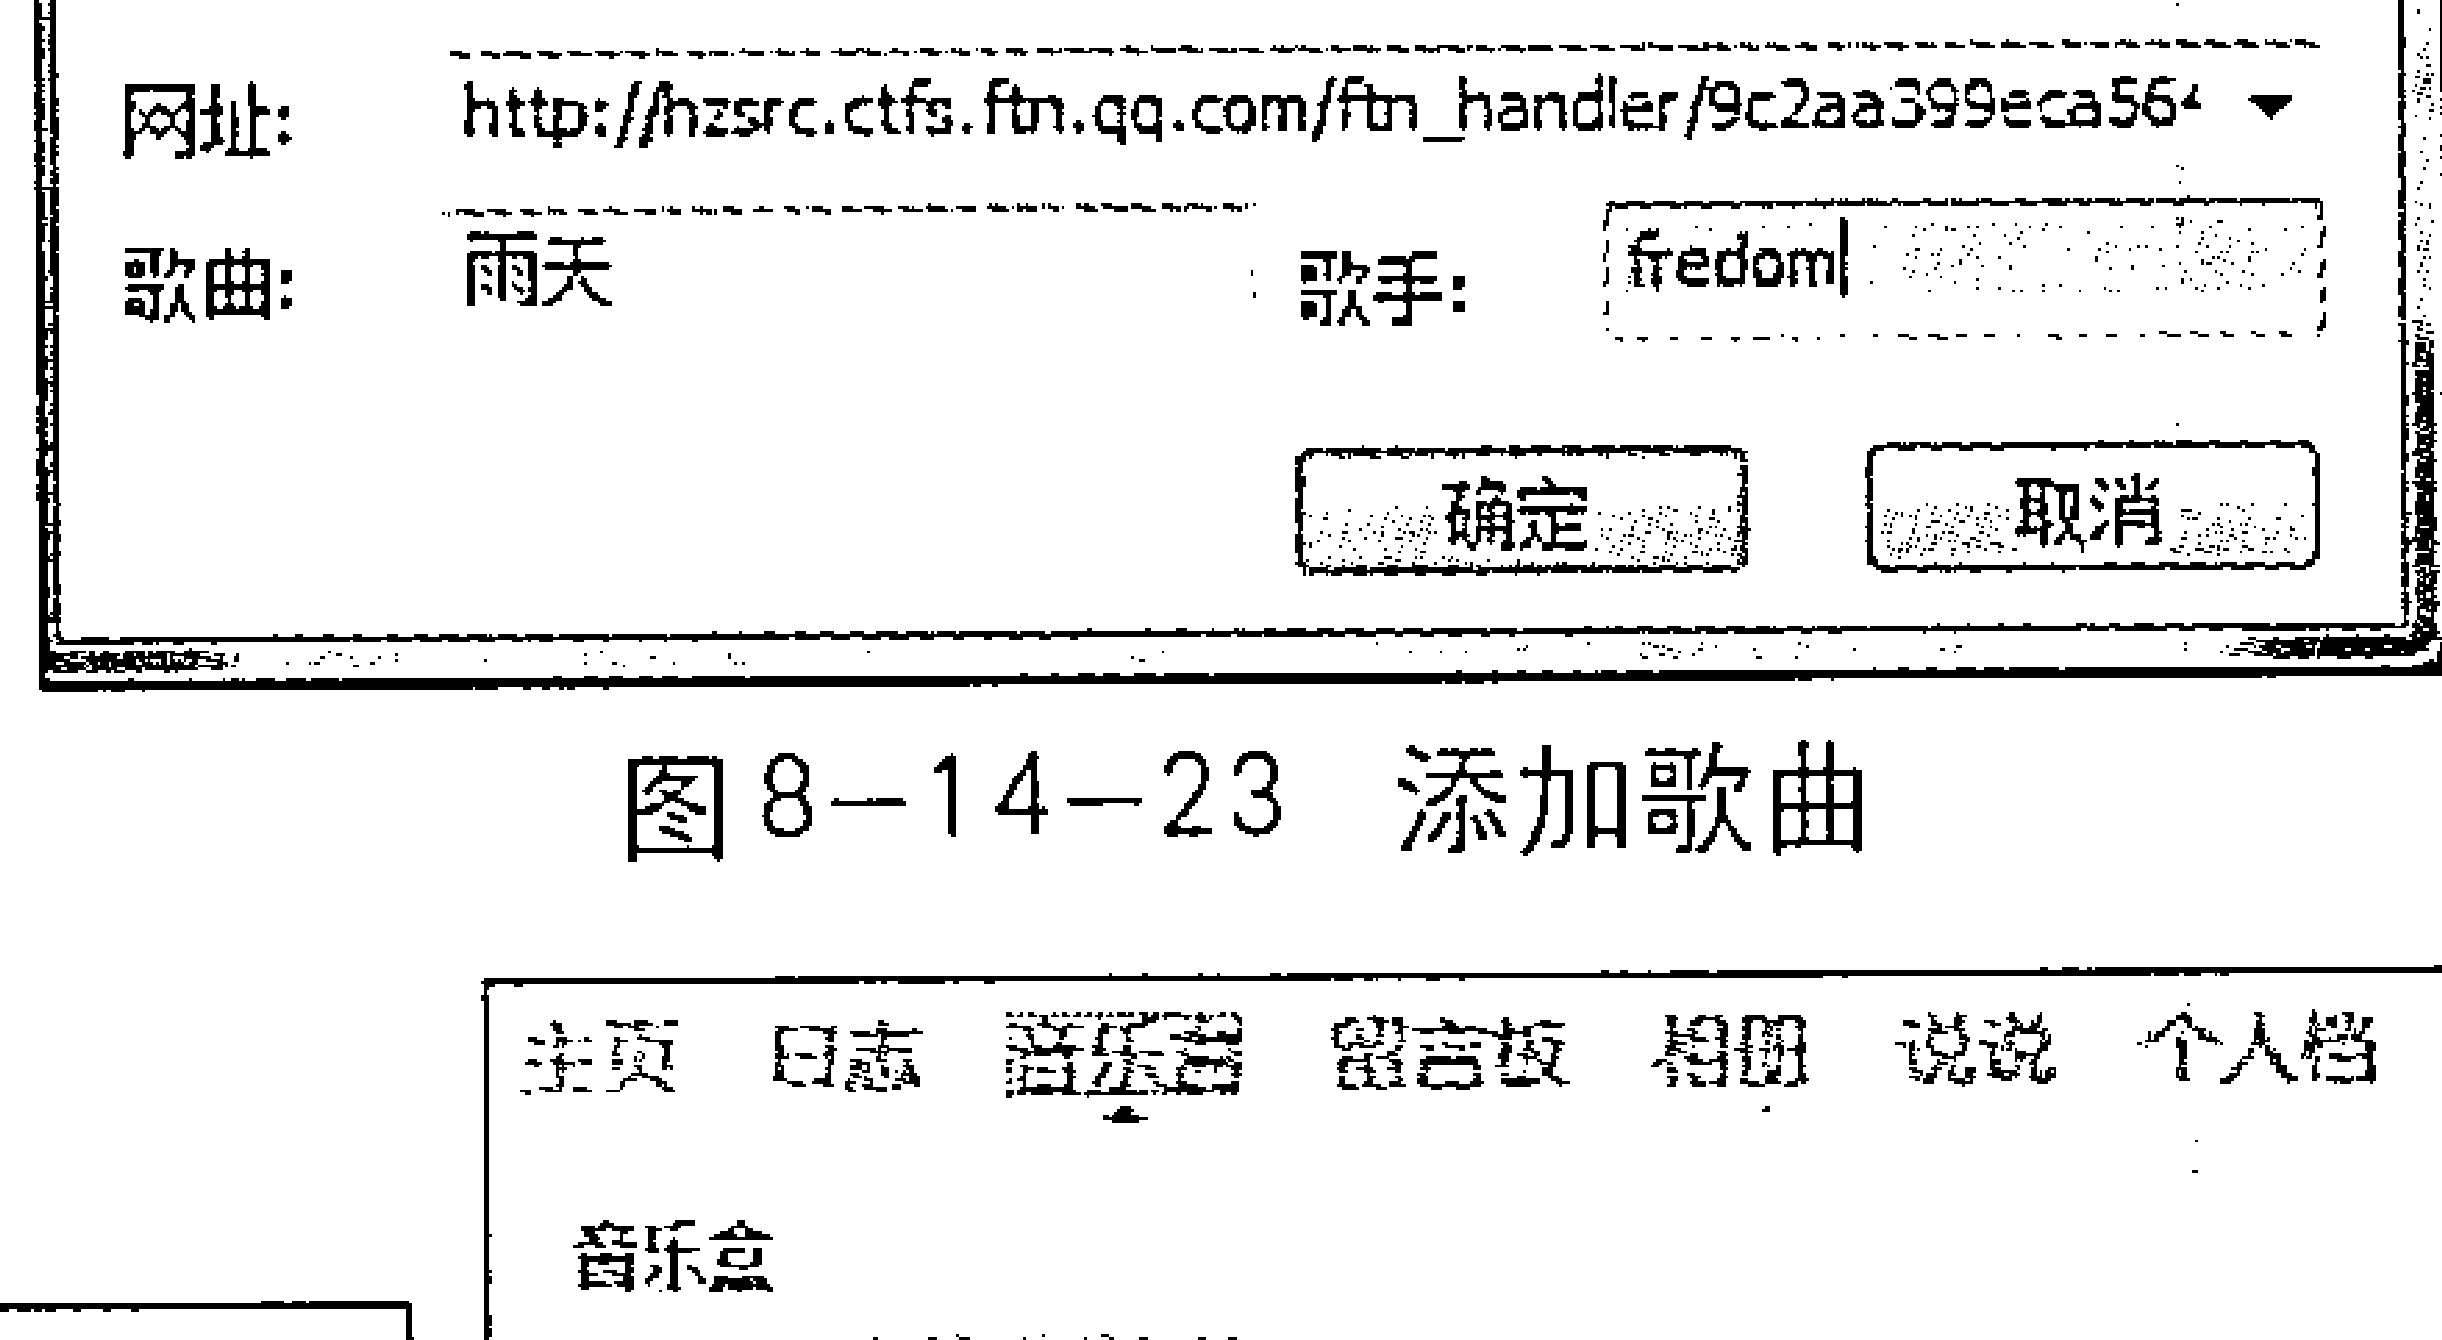 网址: http://hzsrc.ctfs.ftn.qq.com/ftn_handler/9c2aa399eca564
歌曲: 雨天 歌手: fredom
确定 取消
图8-14-23 添加歌曲
主页 日志 音乐盒 留言板 相册 说说 个人档
音乐盒